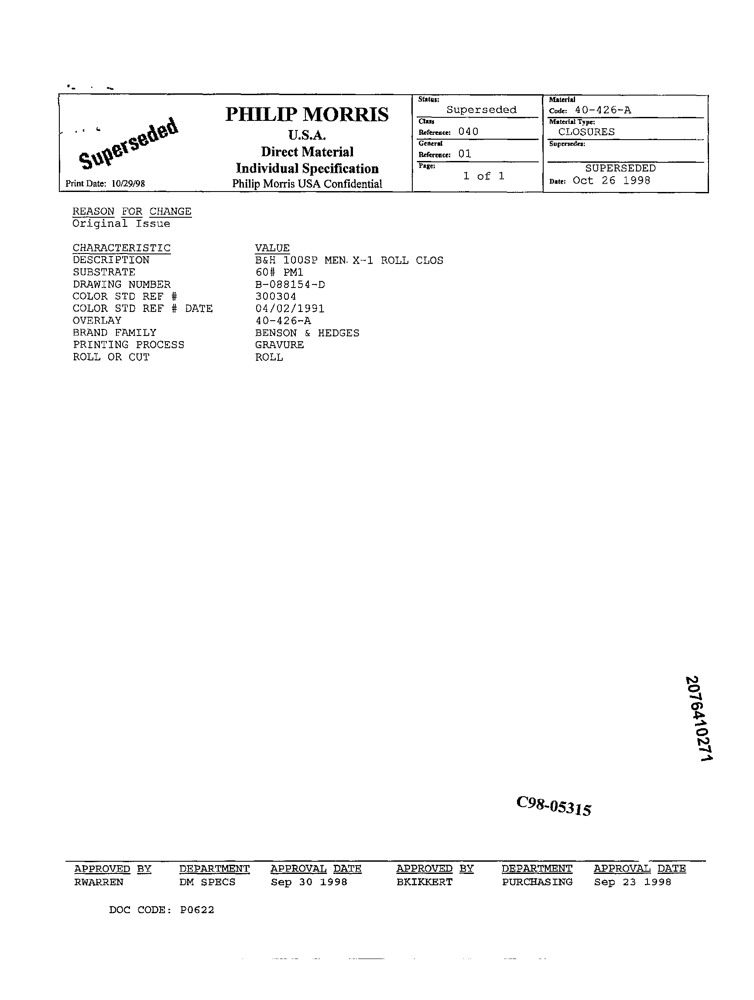 Superseded
Print Date: 10/29/98
PHILIP MORRIS
U.S.A.
Direct Material
Individual Specification
Philip Morris USA Confidential
Status:
Superseded
Class
Reference: 040
General
Reference: 01
Page:
1 of 1
Material
Code: 40-426-A
Material Type:
CLOSURES
Supersedes:
SUPERSEDED
Date: Oct 26 1998
REASON FOR CHANGE
Original Issue
CHARACTERISTIC VALUE
DESCRIPTION B&H 100SP MEN. X-1 ROLL CLOS
SUBSTRATE 60# PM1
DRAWING NUMBER B-088154-D
COLOR STD REF # 300304
COLOR STD REF # DATE 04/02/1991
OVERLAY 40-426-A
BRAND FAMILY BENSON & HEDGES
PRINTING PROCESS GRAVURE
ROLL OR CUT ROLL
2076410271
C98-05315
APPROVED BY DEPARTMENT APPROVAL DATE APPROVED BY DEPARTMENT APPROVAL DATE
RWARREN DM SPECS Sep 30 1998 BKIKKERT PURCHASING Sep 23 1998
DOC CODE: P0622